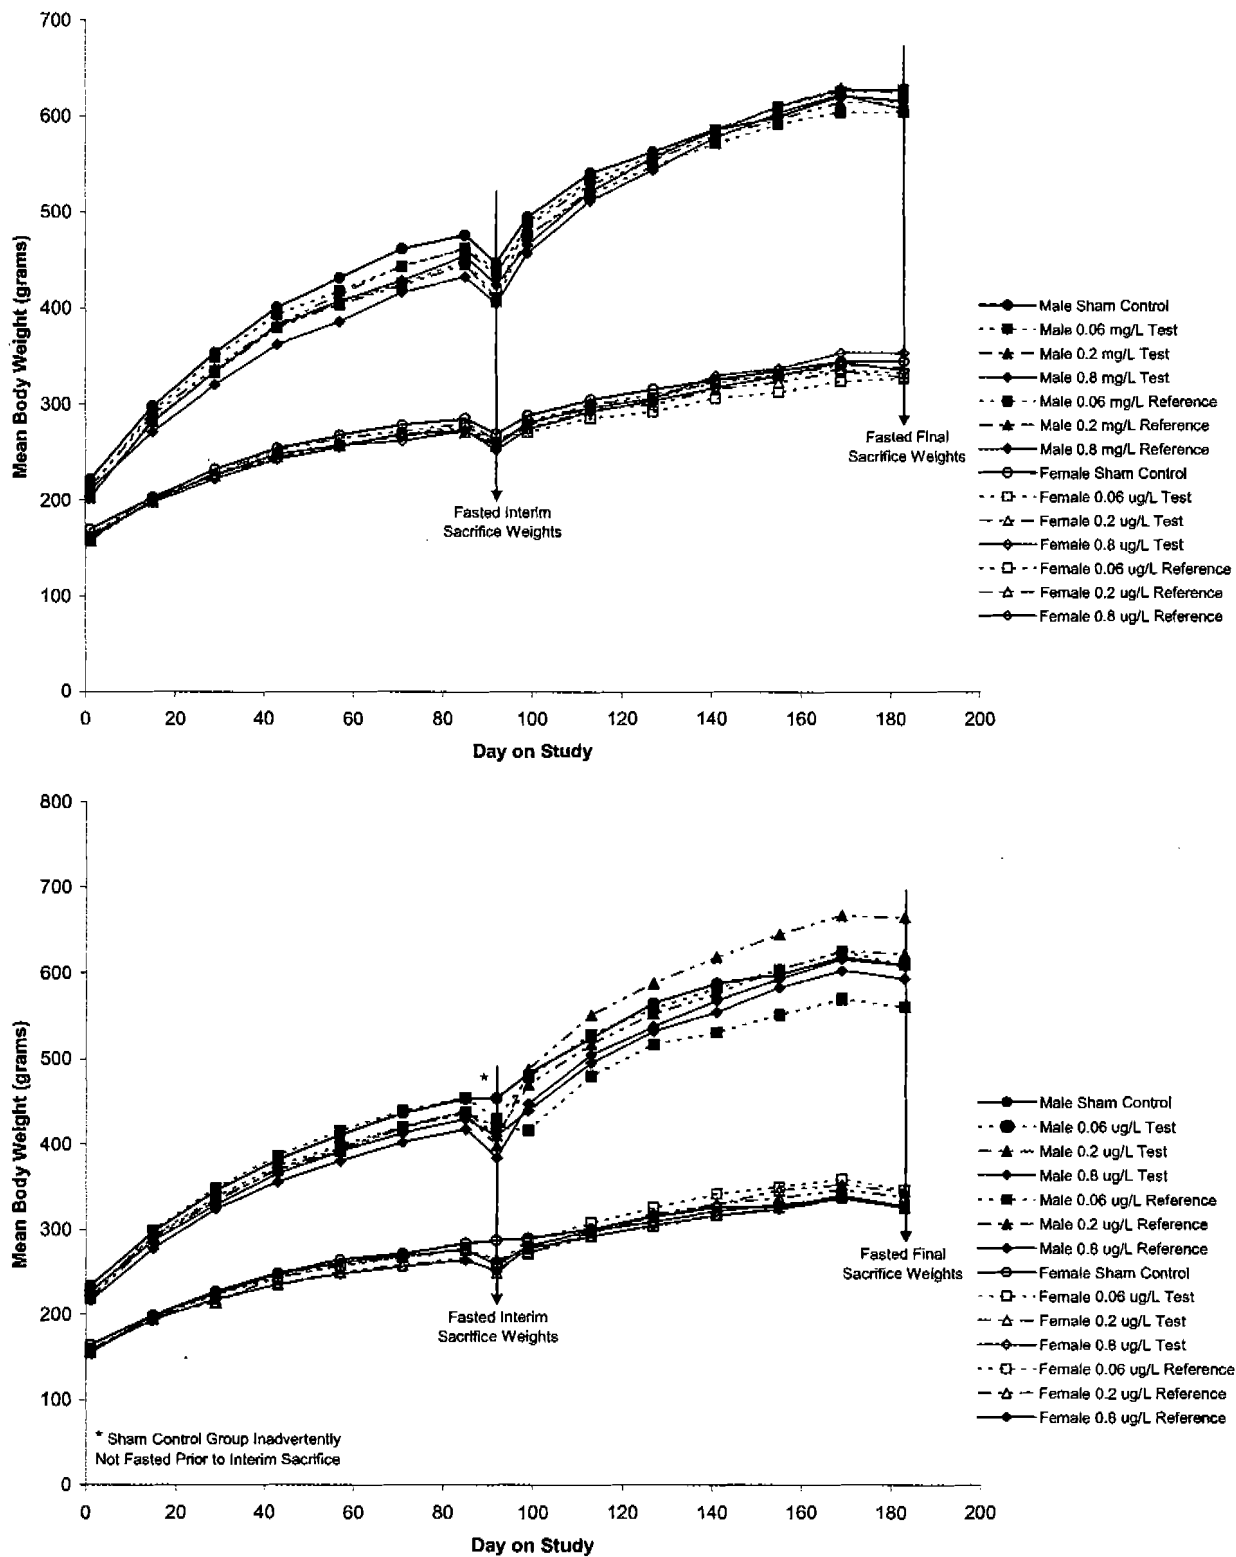 700
600
500
400
300
200
100
0
Mean Body Weight (grams)
0 20 40 60 80 100 120 140 160 180 200
Day on Study
Fasted Interim
Sacrifice Weights
Fasted Final
Sacrifice Weights
Male Sham Control
Male 0.06 mg/L Test
Male 0.2 mg/L Test
Male 0.8 mg/L Test
Male 0.06 mg/L Reference
Male 0.2 mg/L Reference
Male 0.8 mg/L Reference
Female Sham Control
Female 0.06 ug/L Test
Female 0.2 ug/L Test
Female 0.8 ug/L Test
Female 0.06 ug/L Reference
Female 0.2 ug/L Reference
Female 0.8 ug/L Reference
800
700
600
500
400
300
200
100
0
Mean Body Weight (grams)
0 20 40 60 80 100 120 140 160 180 200
Day on Study
*
Fasted Interim
Sacrifice Weights
Fasted Final
Sacrifice Weights
* Sham Control Group Inadvertently
Not Fasted Prior to Interim Sacrifice
Male Sham Control
Male 0.06 ug/L Test
Male 0.2 ug/L Test
Male 0.8 ug/L Test
Male 0.06 ug/L Reference
Male 0.2 ug/L Reference
Male 0.8 ug/L Reference
Female Sham Control
Female 0.06 ug/L Test
Female 0.2 ug/L Test
Female 0.8 ug/L Test
Female 0.06 ug/L Reference
Female 0.2 ug/L Reference
Female 0.8 ug/L Reference